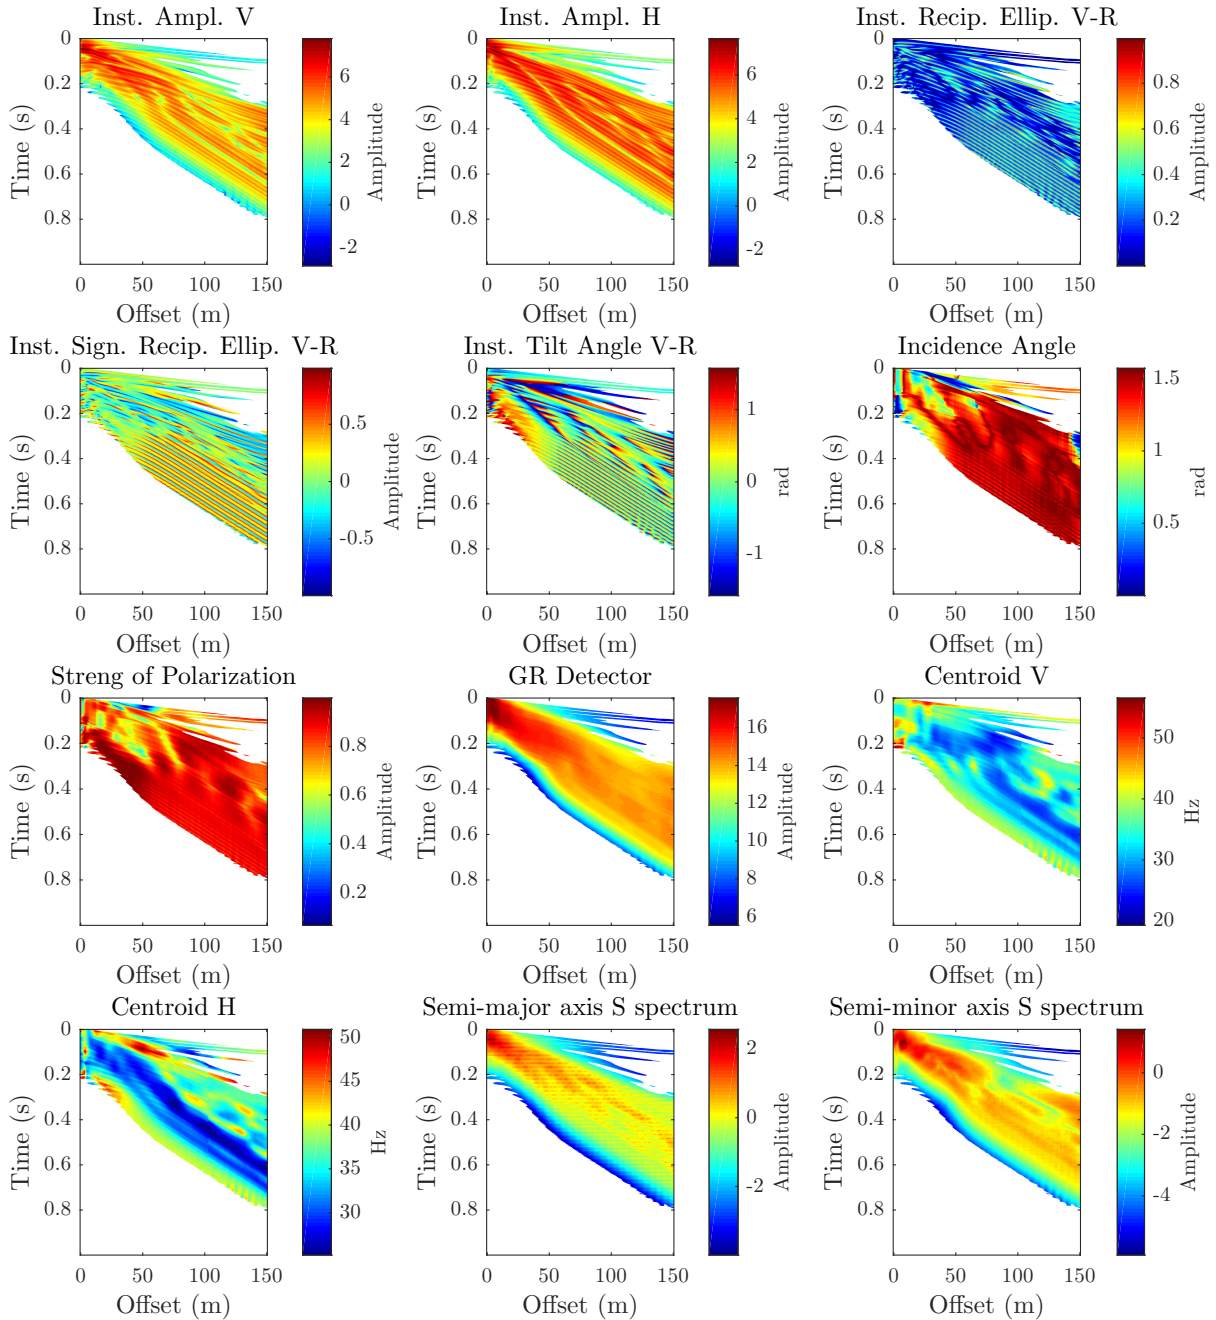 Inst. Ampl. V
Inst. Ampl. H
Inst. Recip. Ellip. V-R
0
0.2
0.4
0.6
0.8
Time (s)
0 50 100 150
Offset (m)
6
4
2
0
-2
Amplitude
0
0.2
0.4
0.6
0.8
Time (s)
0 50 100 150
Offset (m)
6
4
2
0
-2
Amplitude
0
0.2
0.4
0.6
0.8
Time (s)
0 50 100 150
Offset (m)
0.8
0.6
0.4
0.2
Amplitude
Inst. Sign. Recip. Ellip. V-R
Inst. Tilt Angle V-R
Incidence Angle
0
0.2
0.4
0.6
0.8
Time (s)
0 50 100 150
Offset (m)
0.5
0
-0.5
Amplitude
0
0.2
0.4
0.6
0.8
Time (s)
0 50 100 150
Offset (m)
1
0
-1
rad
0
0.2
0.4
0.6
0.8
Time (s)
0 50 100 150
Offset (m)
1.5
1
0.5
rad
Streng of Polarization
GR Detector
Centroid V
0
0.2
0.4
0.6
0.8
Time (s)
0 50 100 150
Offset (m)
0.8
0.6
0.4
0.2
Amplitude
0
0.2
0.4
0.6
0.8
Time (s)
0 50 100 150
Offset (m)
16
14
12
10
8
6
Amplitude
0
0.2
0.4
0.6
0.8
Time (s)
0 50 100 150
Offset (m)
50
40
30
20
Hz
Centroid H
Semi-major axis S spectrum
Semi-minor axis S spectrum
0
0.2
0.4
0.6
0.8
Time (s)
0 50 100 150
Offset (m)
50
45
40
35
30
Hz
0
0.2
0.4
0.6
0.8
Time (s)
0 50 100 150
Offset (m)
2
0
-2
Amplitude
0
0.2
0.4
0.6
0.8
Time (s)
0 50 100 150
Offset (m)
0
-2
-4
Amplitude